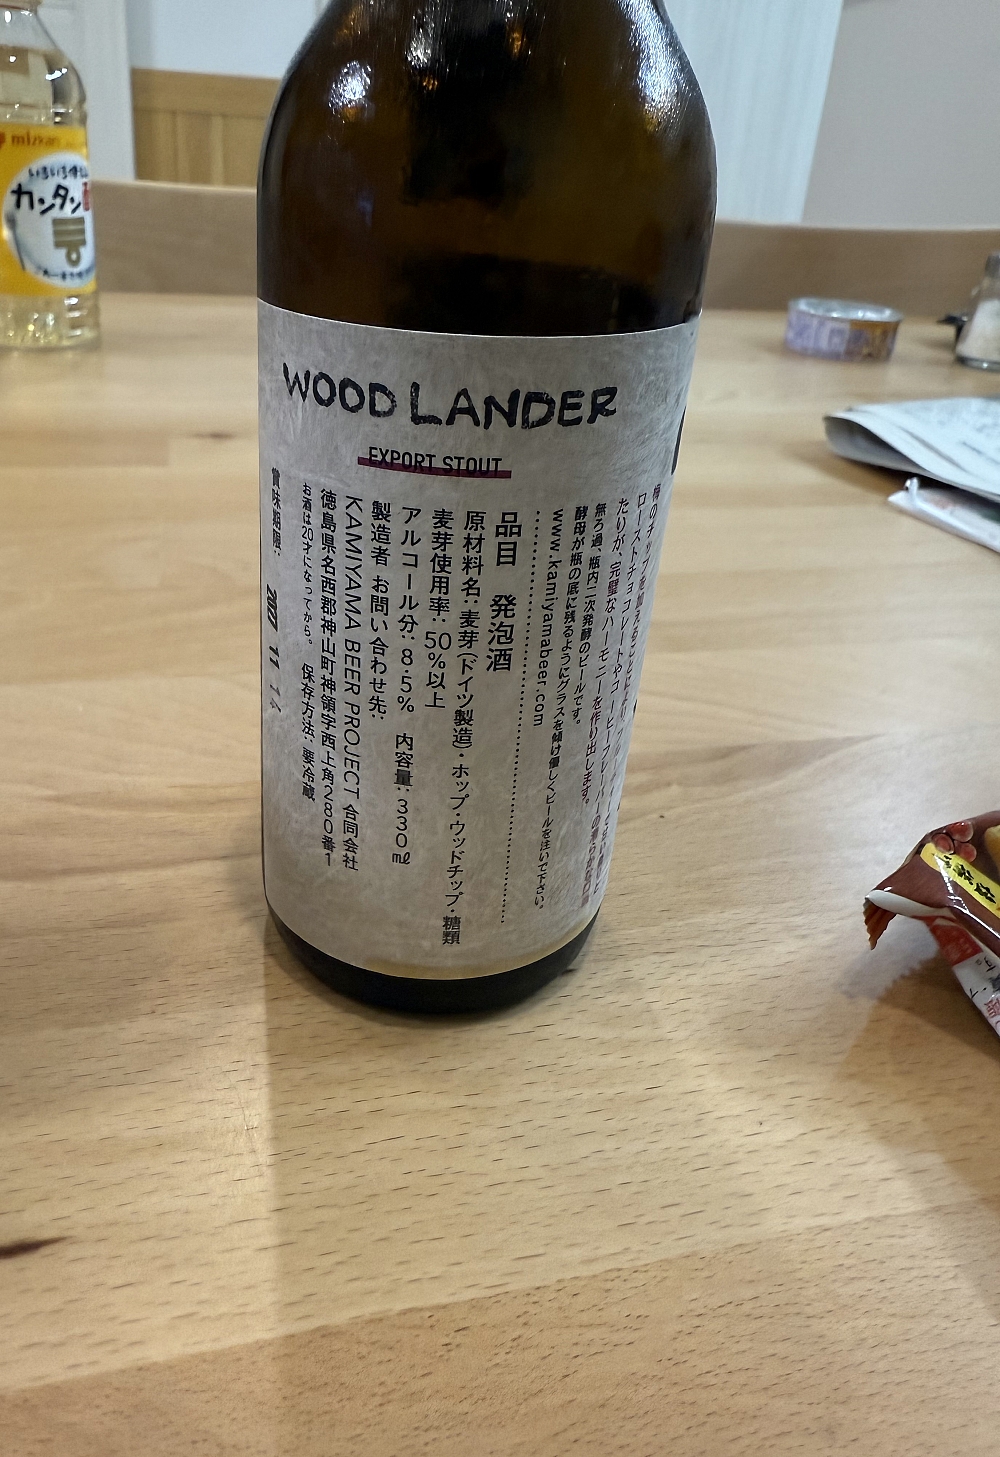 WOOD LANDER
EXPORT STOUT
ローストチョコレートやコーヒーフレーバーの
たりが、完璧なハーモニーを作り出します。
無ろ過、瓶内二次発酵のビールです。
酵母が瓶の底に残るようにグラスを傾け優しくビールを注いで下さい。
www.kamiyamabeer.com
品目 発泡酒
原材料名:麦芽(ドイツ製造)・ホップ・ウッドチップ・糖類
麦芽使用率:50%以上
アルコール分:8.5% 内容量:330㎖
製造者 お問い合わせ先:
KAMIYAMA BEER PROJECT 合同会社
徳島県名西郡神山町神領字西上角280番1
お酒は20才になってから。 保存方法:要冷蔵
賞味期限:
mizkan
カンタン